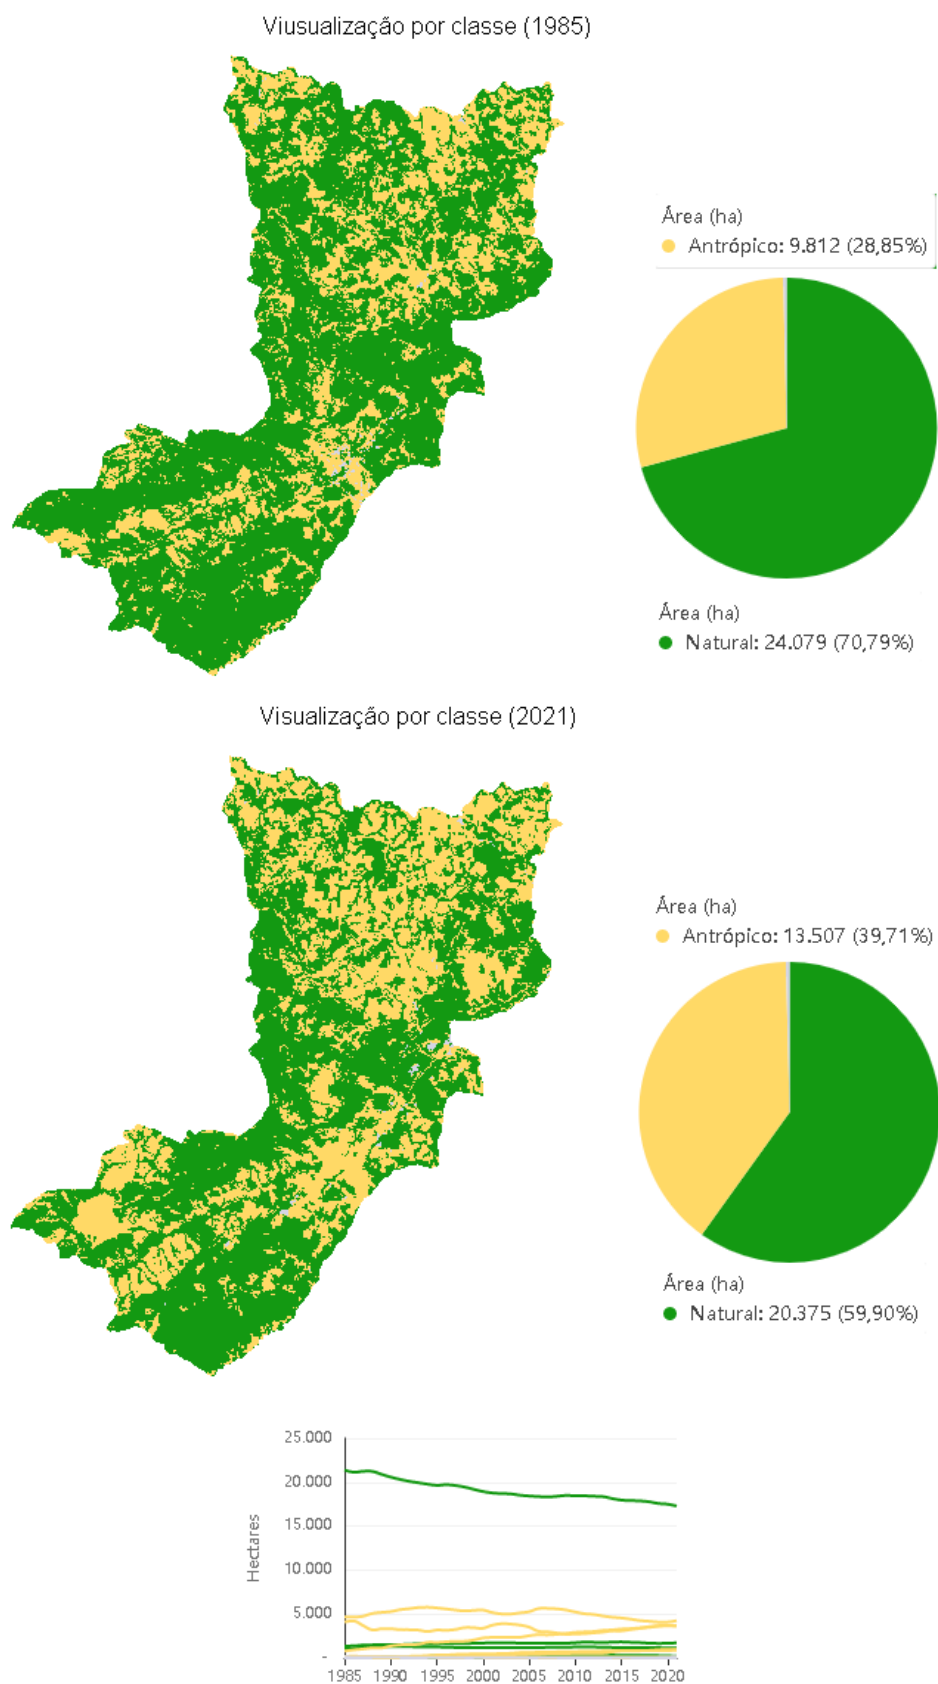 Viusualização por classe (1985)
Área (ha)
Antrópico: 9.812 (28,85%)
Área (ha)
Natural: 24.079 (70,79%)
Visualização por classe (2021)
Área (ha)
Antrópico: 13.507 (39,71%)
Área (ha)
Natural: 20.375 (59,90%)
25.000
20.000
15.000
10.000
5.000
-
Hectares
1985 1990 1995 2000 2005 2010 2015 2020